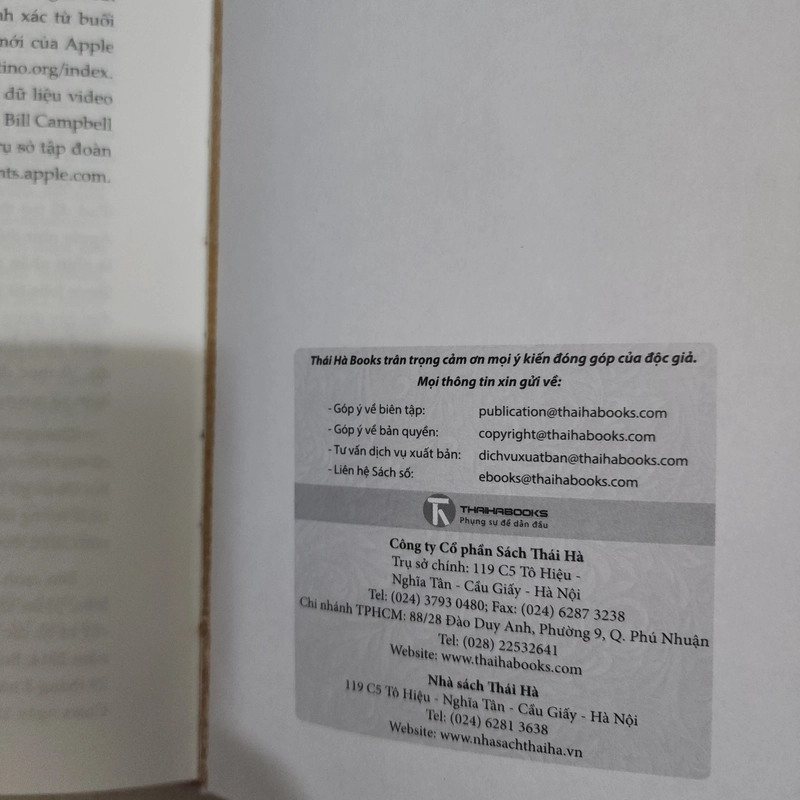 xác từ buổi
mới của Apple
tino.org/index.
dữ liệu video
Bill Campbell
sở tập đoàn
nts.apple.com.
Thái Hà Books trân trọng cảm ơn mọi ý kiến đóng góp của độc giả.
Mọi thông tin xin gửi về:
- Góp ý về biên tập: publication@thaihabooks.com
- Góp ý về bản quyền: copyright@thaihabooks.com
- Tư vấn dịch vụ xuất bản: dichvuxuatban@thaihabooks.com
- Liên hệ Sách số: ebooks@thaihabooks.com
THAIHABOOKS
Phụng sự để dẫn đầu
Công ty Cổ phần Sách Thái Hà
Trụ sở chính: 119 C5 Tô Hiệu -
Nghĩa Tân - Cầu Giấy - Hà Nội
Tel: (024) 3793 0480; Fax: (024) 6287 3238
Chi nhánh TPHCM: 88/28 Đào Duy Anh, Phường 9, Q. Phú Nhuận
Tel: (028) 22532641
Website: www.thaihabooks.com
Nhà sách Thái Hà
119 C5 Tô Hiệu - Nghĩa Tân - Cầu Giấy - Hà Nội
Tel: (024) 6281 3638
Website: www.nhasachthaiha.vn